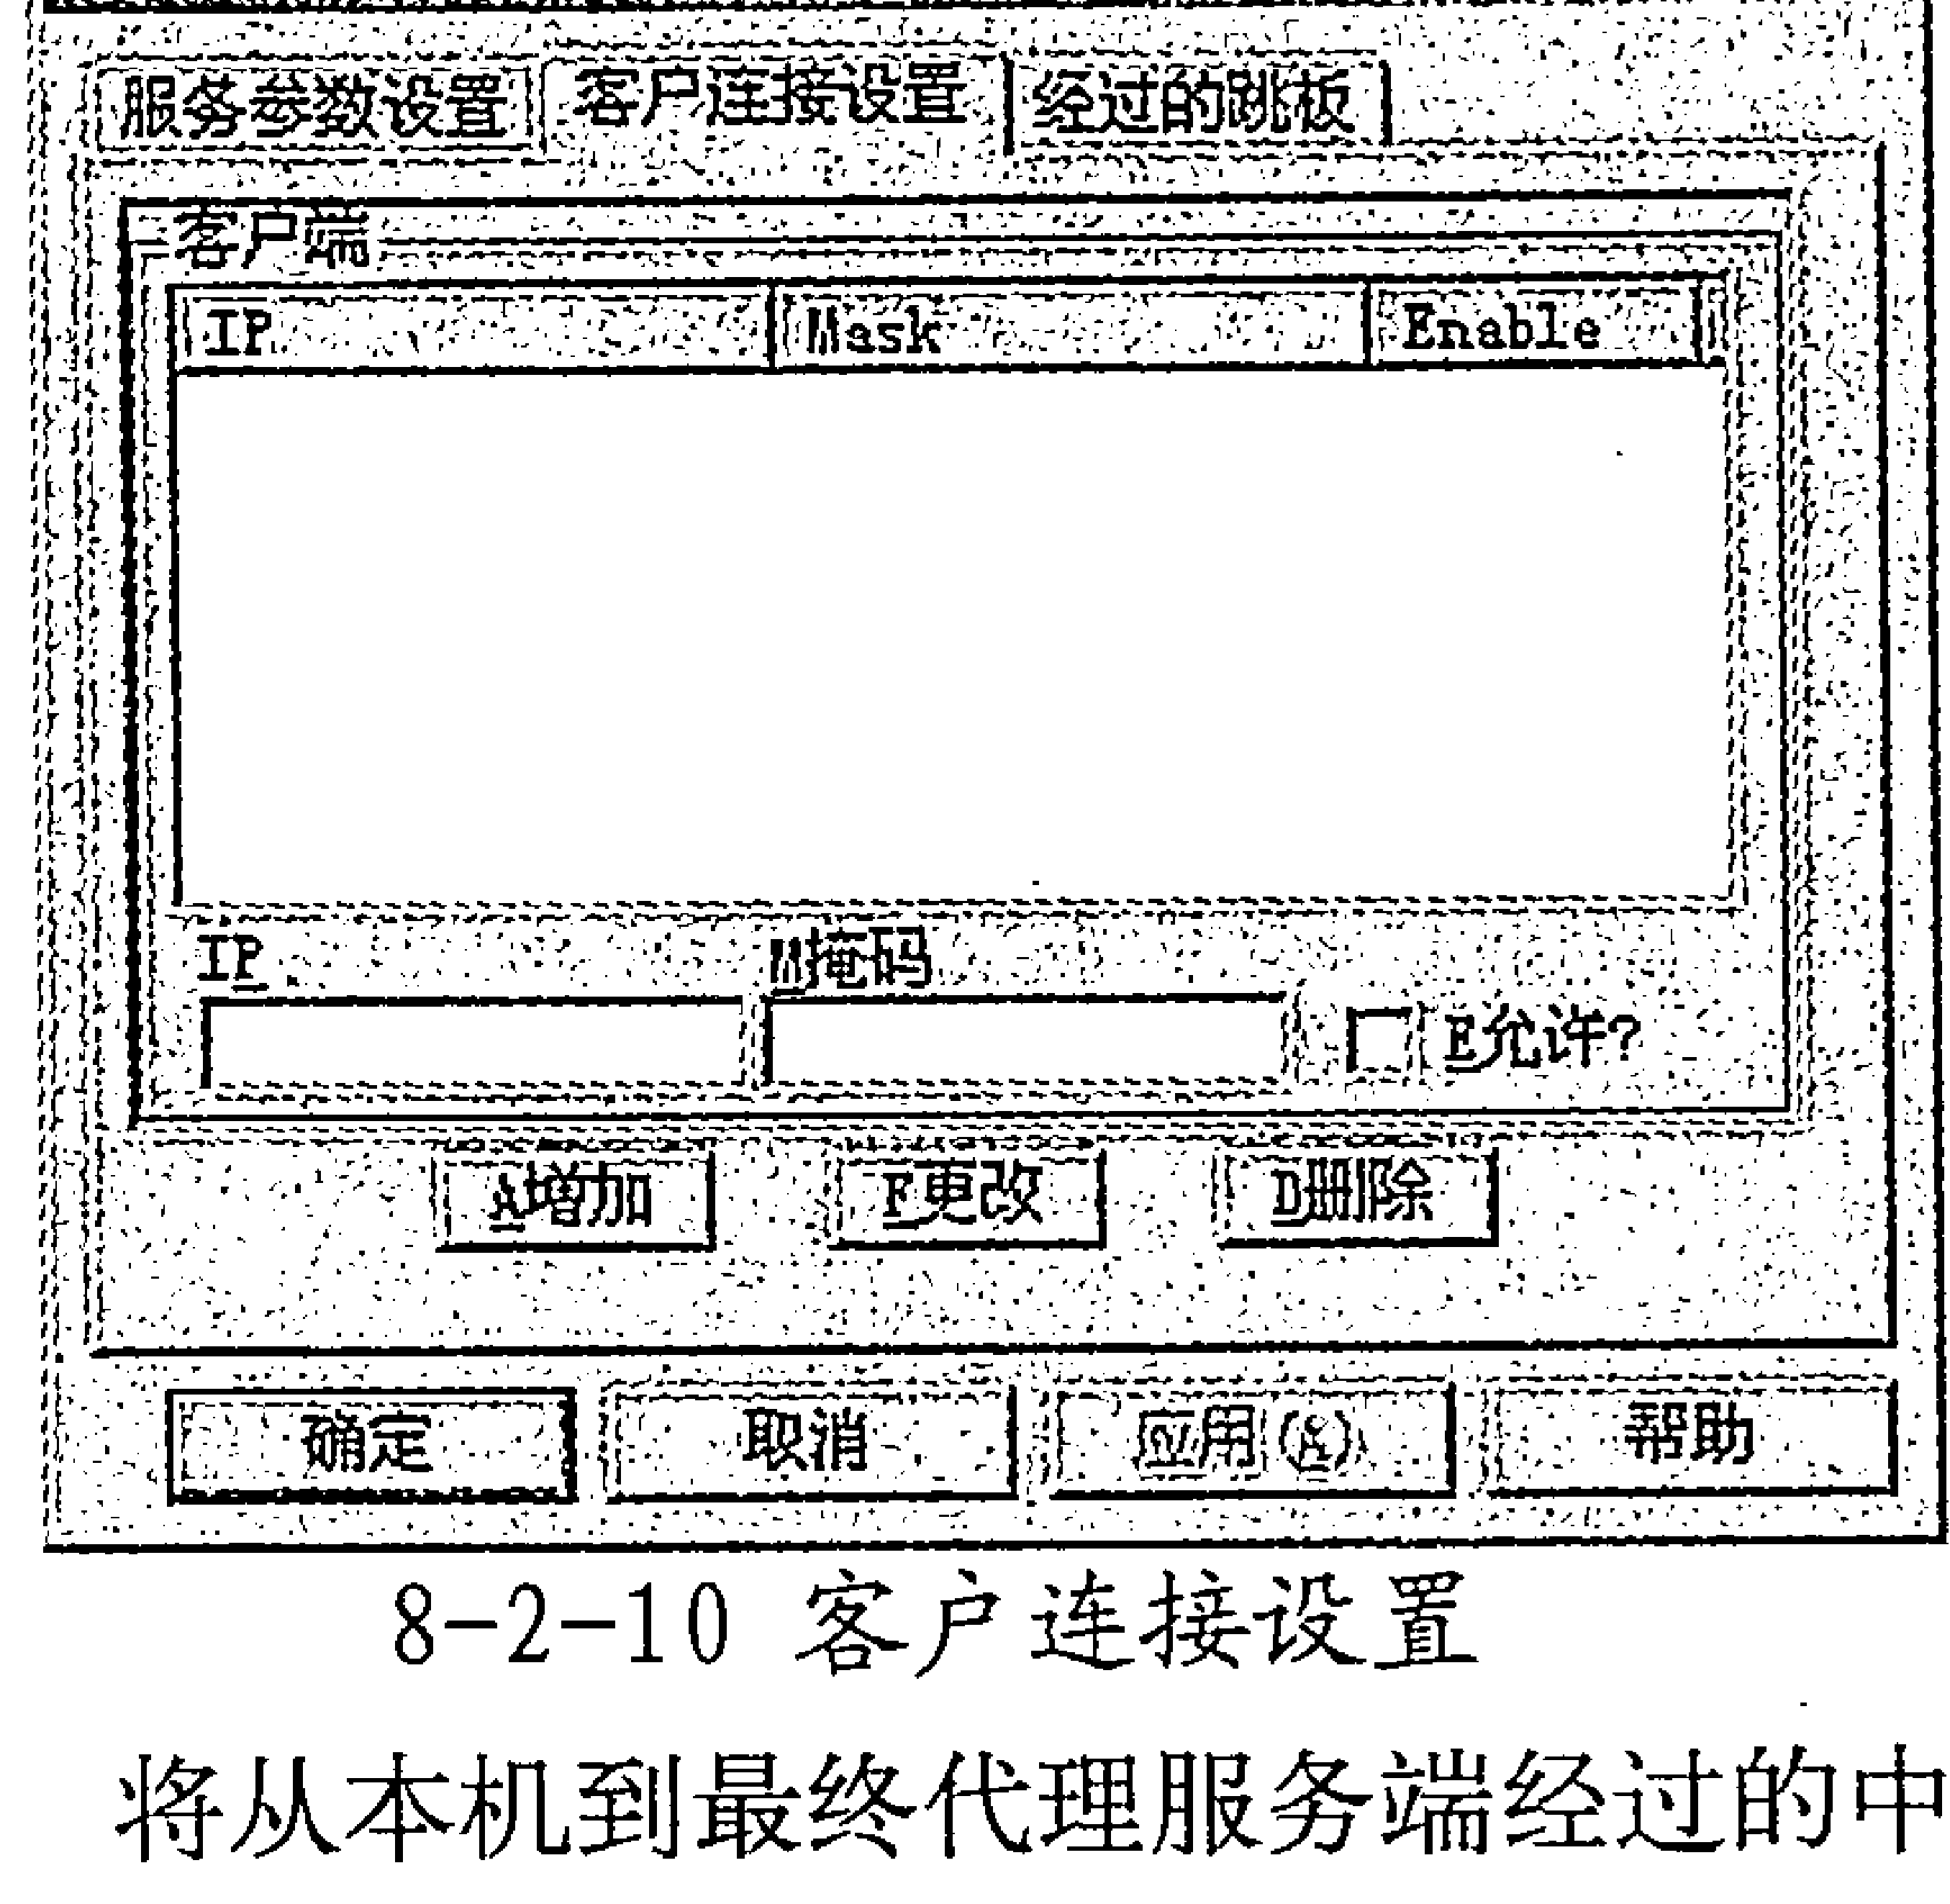 服务参数设置 客户连接设置 经过的跳板
客户端
IP Mask Enable
IP M掩码
E允许?
A增加 F更改 D删除
确定 取消 应用(A) 帮助
8-2-10 客户连接设置
将从本机到最终代理服务端经过的中